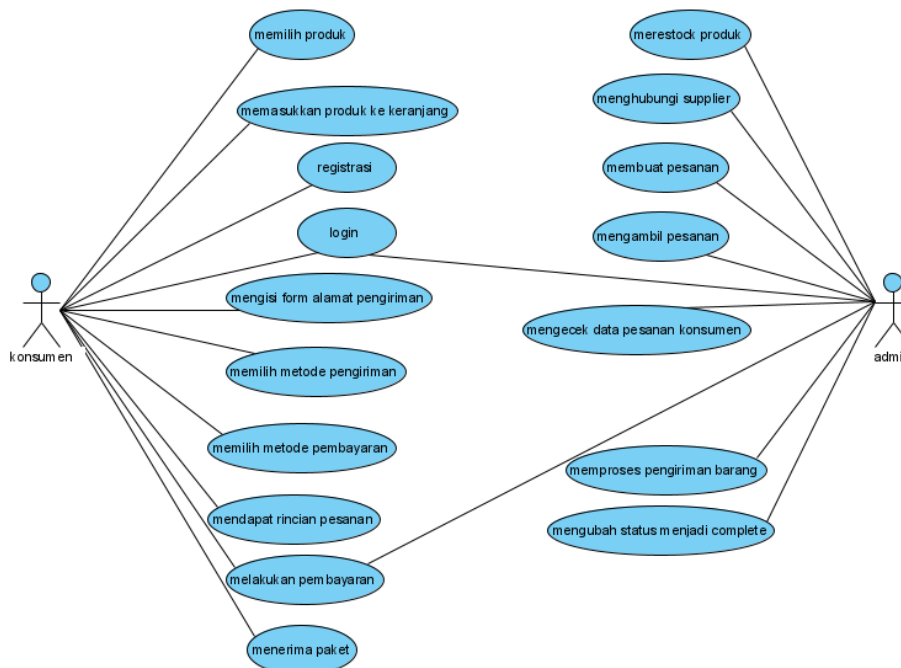 memilih produk
merestock produk
memasukkan produk ke keranjang
menghubungi supplier
registrasi
membuat pesanan
login
mengambil pesanan
mengisi form alamat pengiriman
mengecek data pesanan konsumen
konsumen
admi
memilih metode pengiriman
memilih metode pembayaran
memproses pengiriman barang
mendapat rincian pesanan
mengubah status menjadi complete
melakukan pembayaran
menerima paket